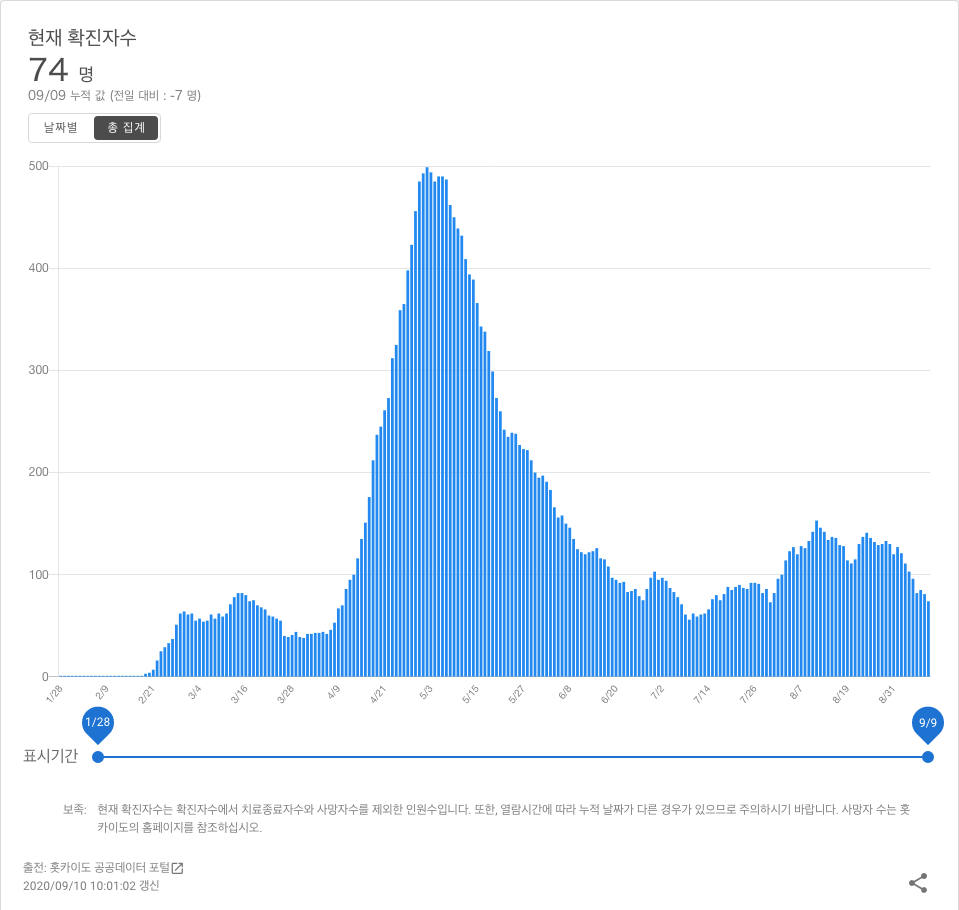 현재 확진자수
74 명
09/09 누적 값 (전일 대비 : -7 명)
날짜별 총 집계
500
400
300
200
100
0
1/28 2/9 2/21 3/4 3/16 3/28 4/9 4/21 5/3 5/15 5/27 6/8 6/20 7/2 7/14 7/26 8/7 8/19 8/31
1/28 9/9
표시기간
보족: 현재 확진자수는 확진자수에서 치료종료자수와 사망자수를 제외한 인원수입니다. 또한, 열람시간에 따라 누적 날짜가 다른 경우가 있으므로 주의하시기 바랍니다. 사망자 수는 홋
카이도의 홈페이지를 참조하십시오.
출전: 홋카이도 공공데이터 포털
2020/09/10 10:01:02 갱신